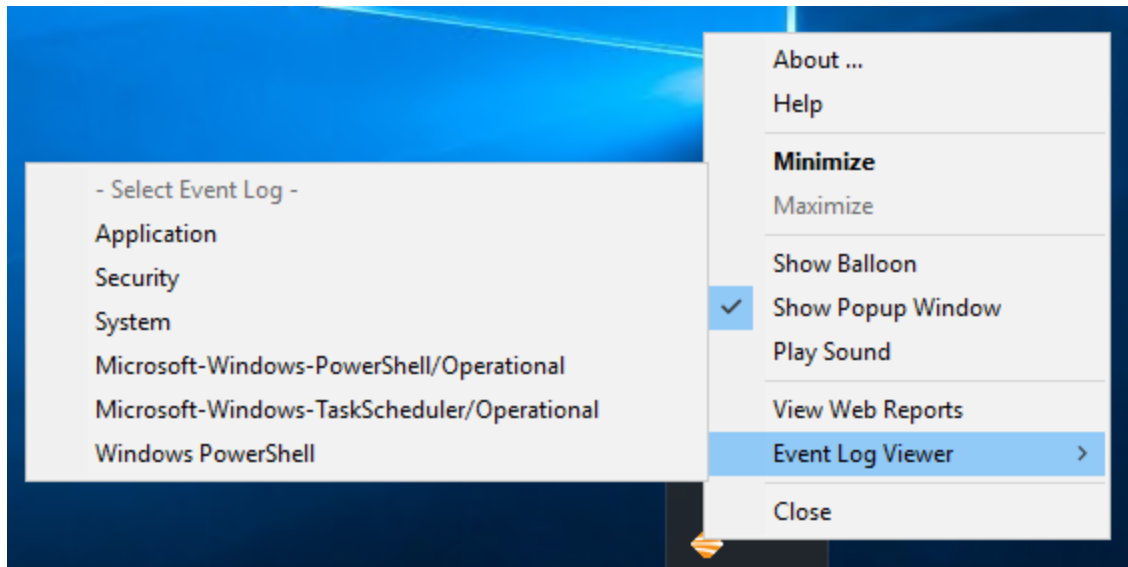 About ...
Help
Minimize
Maximize
Show Balloon
Show Popup Window
Play Sound
View Web Reports
Event Log Viewer
Close
- Select Event Log -
Application
Security
System
Microsoft-Windows-PowerShell/Operational
Microsoft-Windows-TaskScheduler/Operational
Windows PowerShell